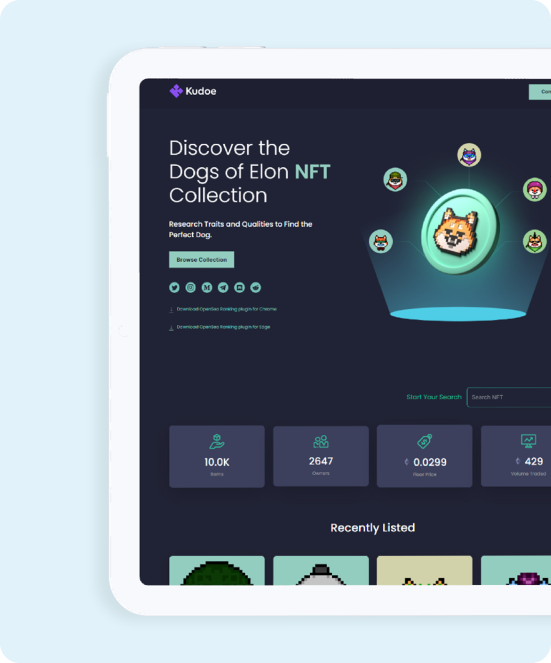 Kudoe
Discover the
Dogs of Elon NFT
Collection
Research Traits and Qualities to Find the
Perfect Dog.
Browse Collection
Download OpenSea Ranking plugin for Chrome
Download OpenSea Ranking plugin for Edge
Start Your Search
Search NFT
10.0K
Items
2647
Owners
0.0299
Floor Price
429
Volume Traded
Recently Listed